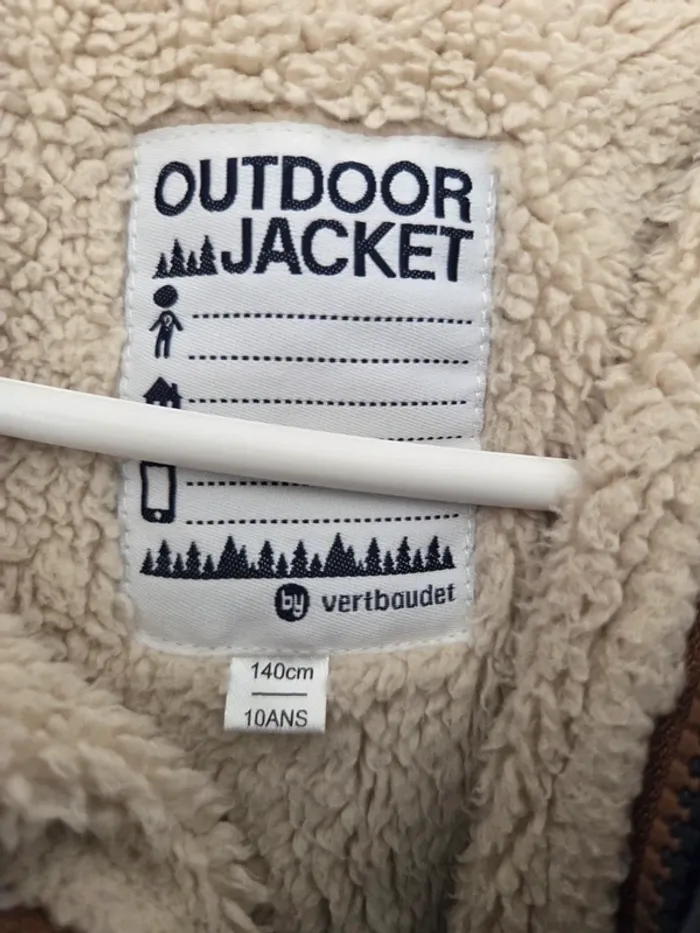 OUTDOOR
JACKET
by vertbaudet
140cm
10ANS